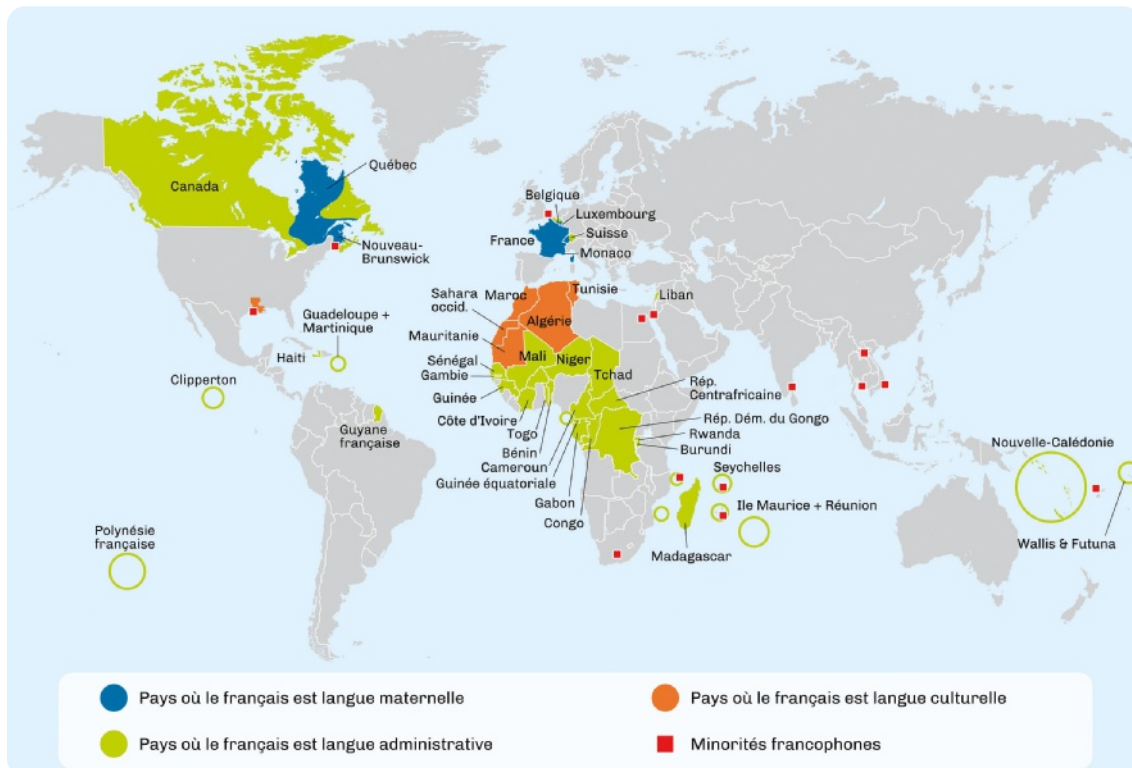 Québec
Canada
Nouveau-
Brunswick
Belgique
Luxembourg
France
Suisse
Monaco
Guadeloupe +
Martinique
Haiti
Clipperton
Guyane
française
Polynésie
française
Sahara
occid.
Maroc
Tunisie
Algérie
Liban
Mauritanie
Mali
Niger
Tchad
Sénégal
Gambie
Guinée
Côte d'Ivoire
Togo
Bénin
Cameroun
Guinée équatoriale
Gabon
Congo
Rép.
Centrafricaine
Rép. Dém. du Gongo
Rwanda
Burundi
Seychelles
Ile Maurice + Réunion
Madagascar
Nouvelle-Calédonie
Wallis & Futuna
Pays où le français est langue maternelle
Pays où le français est langue culturelle
Pays où le français est langue administrative
Minorités francophones